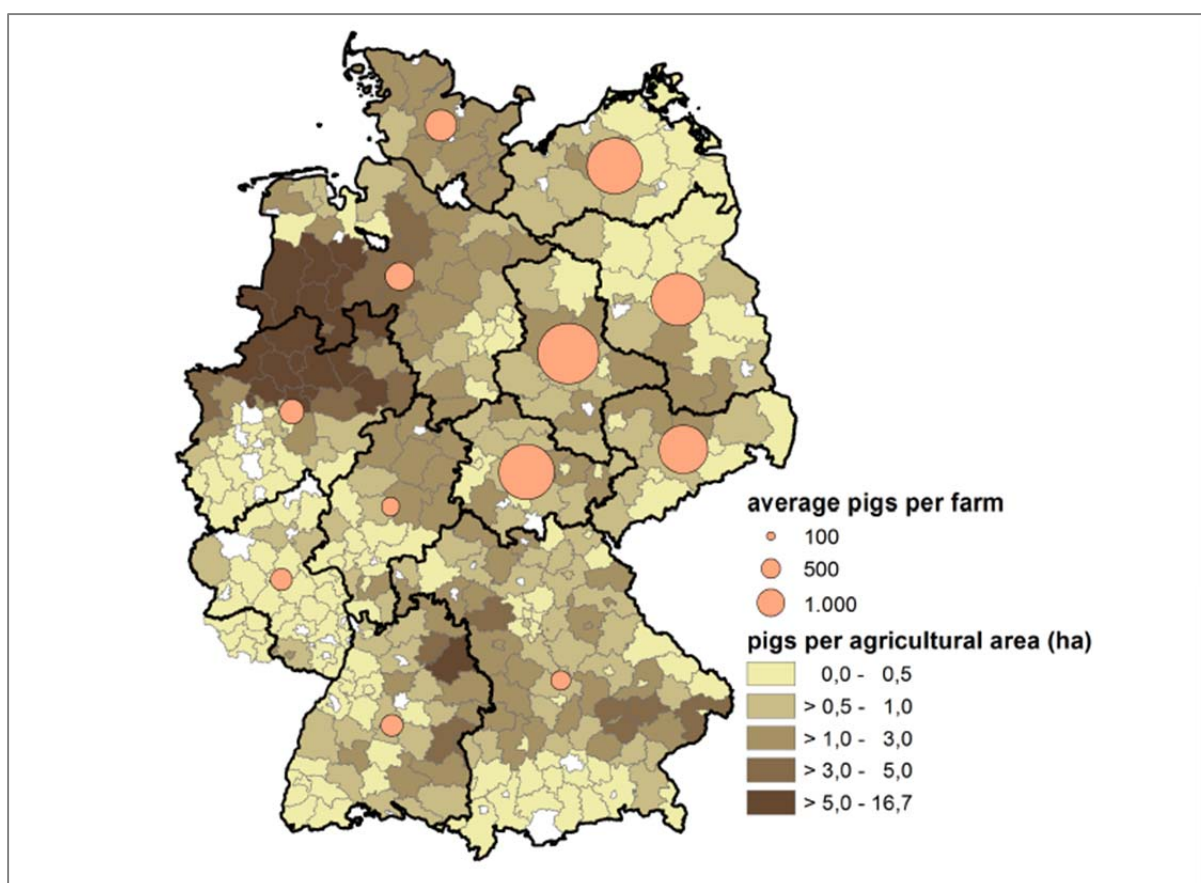 average pigs per farm
100
500
1.000
pigs per agricultural area (ha)
0,0 - 0,5
> 0,5 - 1,0
> 1,0 - 3,0
> 3,0 - 5,0
> 5,0 - 16,7